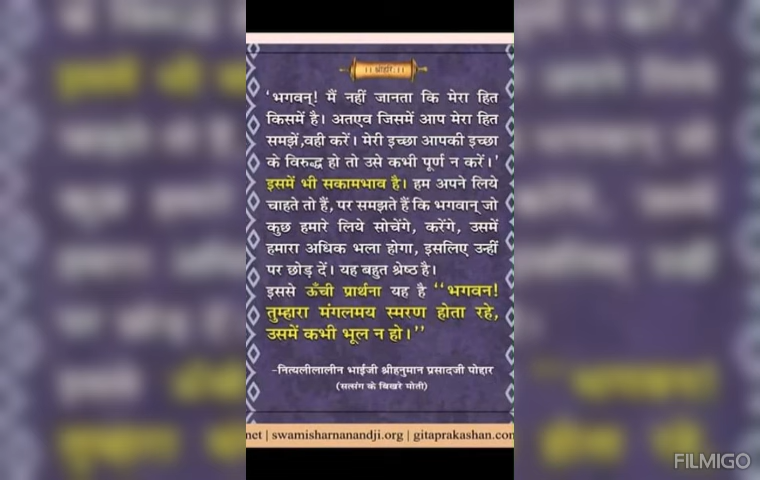 ।। श्रीहरिः ।।
‘भगवन्! मैं नहीं जानता कि मेरा हित
किसमें है। अतएव जिसमें आप मेरा हित
समझें,वही करें। मेरी इच्छा आपकी इच्छा
के विरुद्ध हो तो उसे कभी पूर्ण न करें।'
इसमें भी सकामभाव है। हम अपने लिये
चाहते तो हैं, पर समझते हैं कि भगवान् जो
कुछ हमारे लिये सोचेंगे, करेंगे, उसमें
हमारा अधिक भला होगा, इसलिए उन्हीं
पर छोड़ दें। यह बहुत श्रेष्ठ है।
इससे ऊँची प्रार्थना यह है ‘‘भगवन!
तुम्हारा मंगलमय स्मरण होता रहे,
उसमें कभी भूल न हो।’’
-नित्यलीलालीन भाईजी श्रीहनुमान प्रसादजी पोद्दार
(सत्संग के बिखरे मोती)
net | swamisharnanandji.org | gitaprakashan.com
FILMIGO